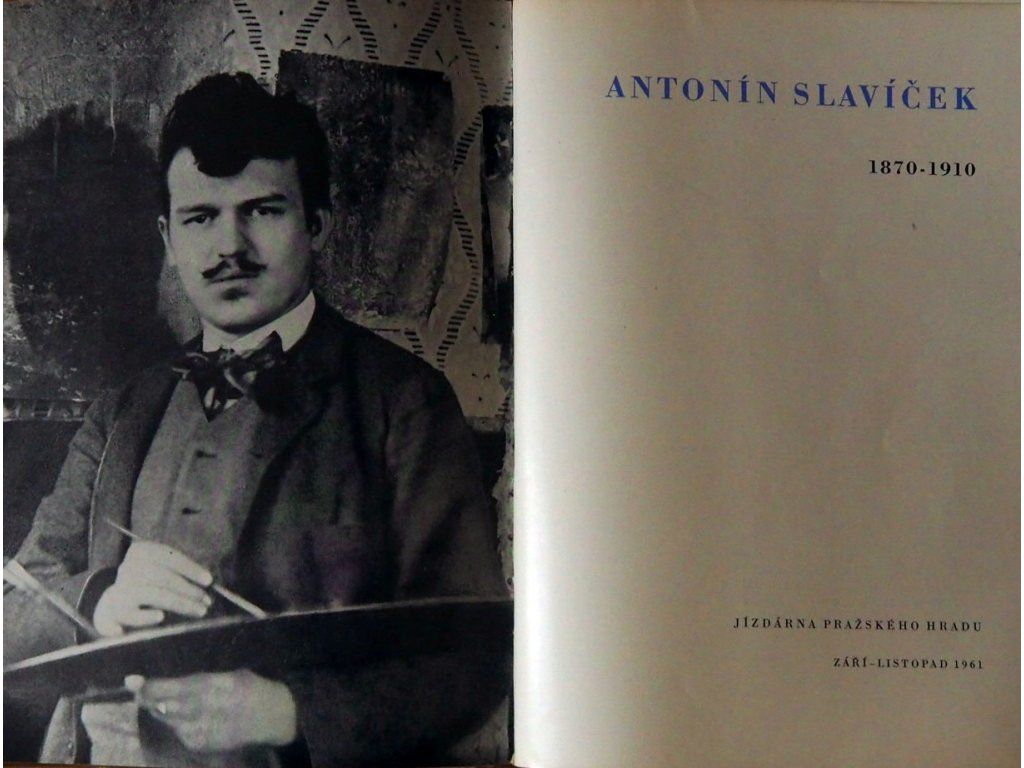 ANTONÍN SLAVÍČEK
1870-1910
JÍZDÁRNA PRAŽSKÉHO HRADU
ZÁŘÍ–LISTOPAD 1961